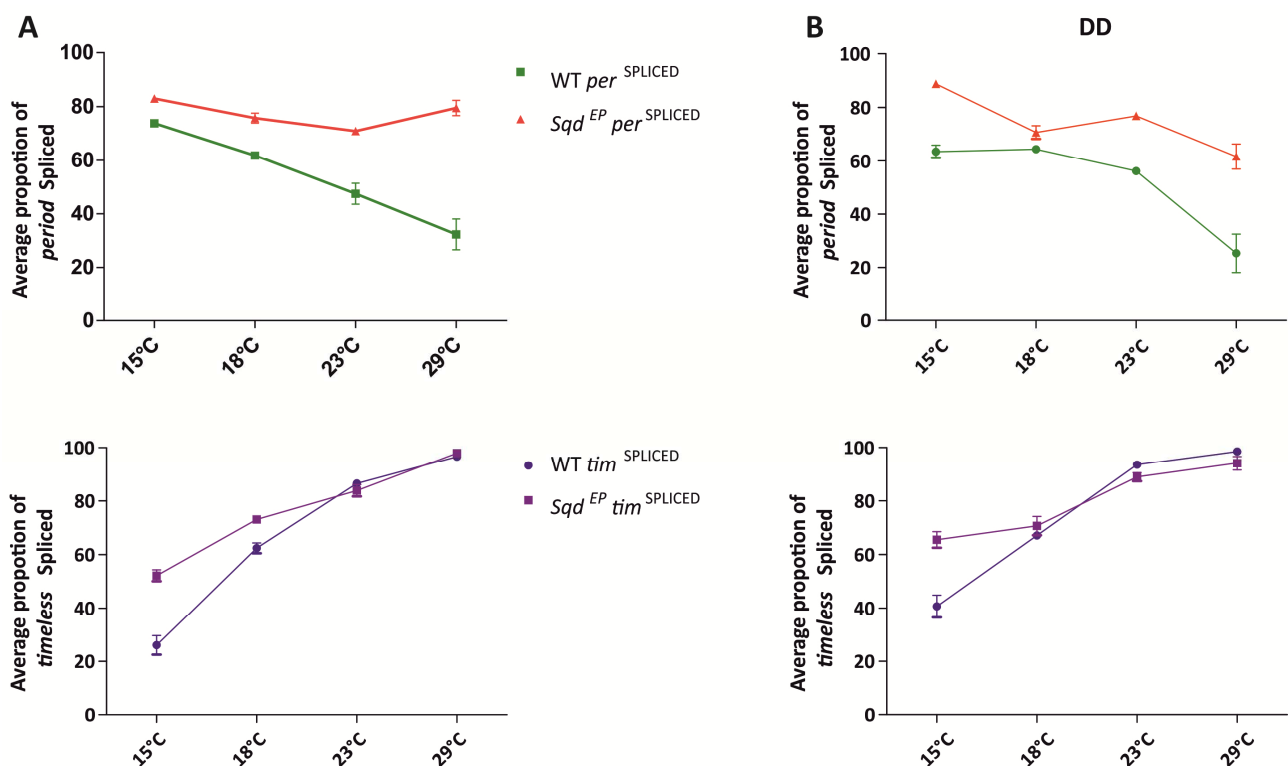 A
Average propotion of
period Spliced
100
80
60
40
20
0
15°C
18°C
23°C
29°C
WT per SPLICED
Sqd EP per SPLICED
B
DD
Average propotion of
period Spliced
100
80
60
40
20
0
15°C
18°C
23°C
29°C
Average propotion of
timeless Spliced
100
80
60
40
20
0
15°C
18°C
23°C
29°C
WT tim SPLICED
Sqd EP tim SPLICED
Average propotion of
timeless Spliced
100
80
60
40
20
0
15°C
18°C
23°C
29°C